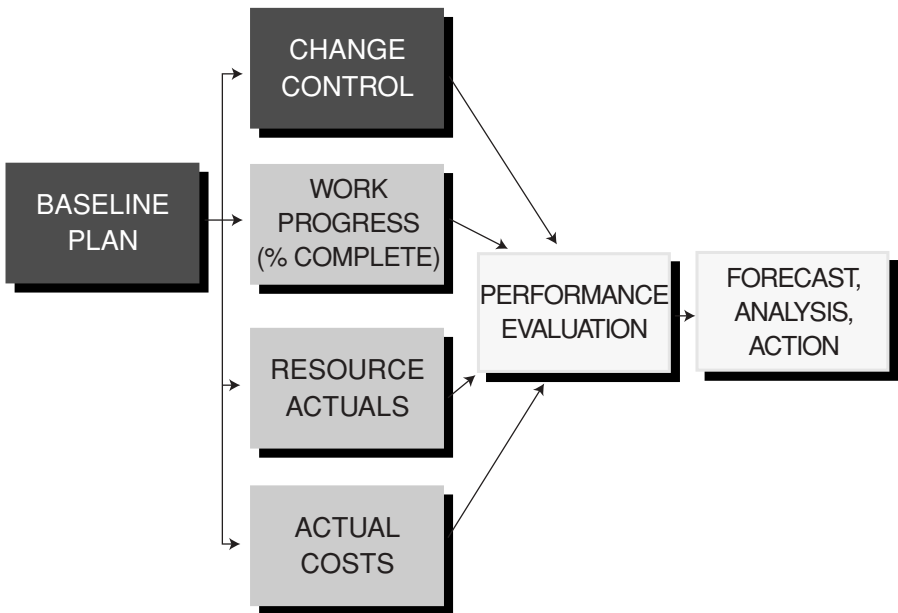 CHANGE
CONTROL
BASELINE
PLAN
WORK
PROGRESS
(% COMPLETE)
RESOURCE
ACTUALS
ACTUAL
COSTS
PERFORMANCE
EVALUATION
FORECAST,
ANALYSIS,
ACTION